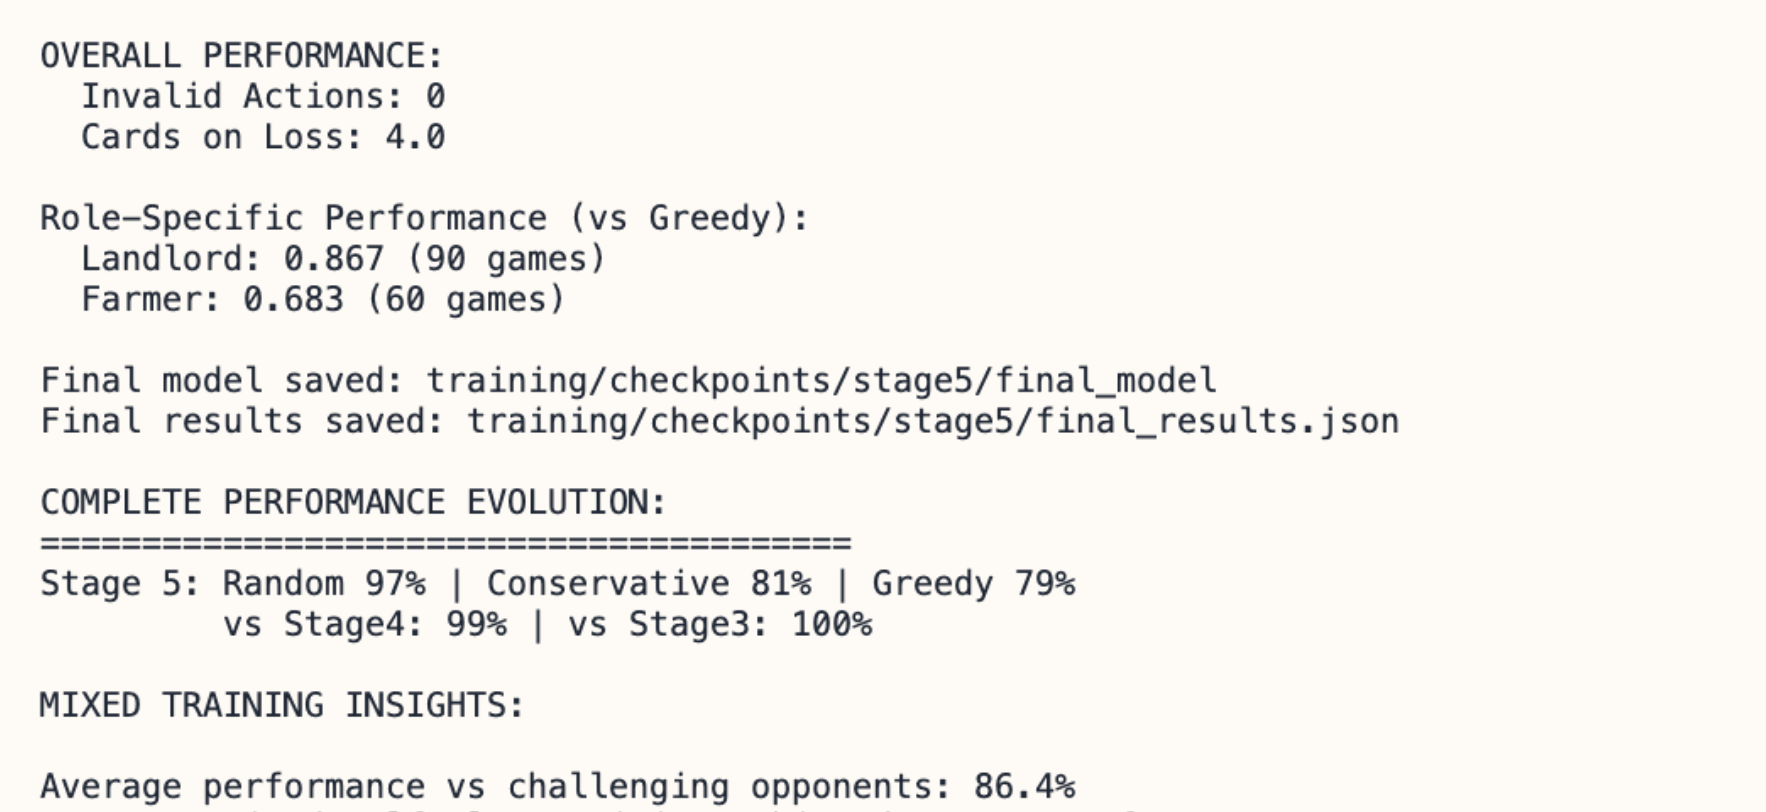 OVERALL PERFORMANCE:
Invalid Actions: 0
Cards on Loss: 4.0
Role-Specific Performance (vs Greedy):
Landlord: 0.867 (90 games)
Farmer: 0.683 (60 games)
Final model saved: training/checkpoints/stage5/final_model
Final results saved: training/checkpoints/stage5/final_results.json
COMPLETE PERFORMANCE EVOLUTION:
========================================
Stage 5: Random 97% | Conservative 81% | Greedy 79%
vs Stage4: 99% | vs Stage3: 100%
MIXED TRAINING INSIGHTS:
Average performance vs challenging opponents: 86.4%